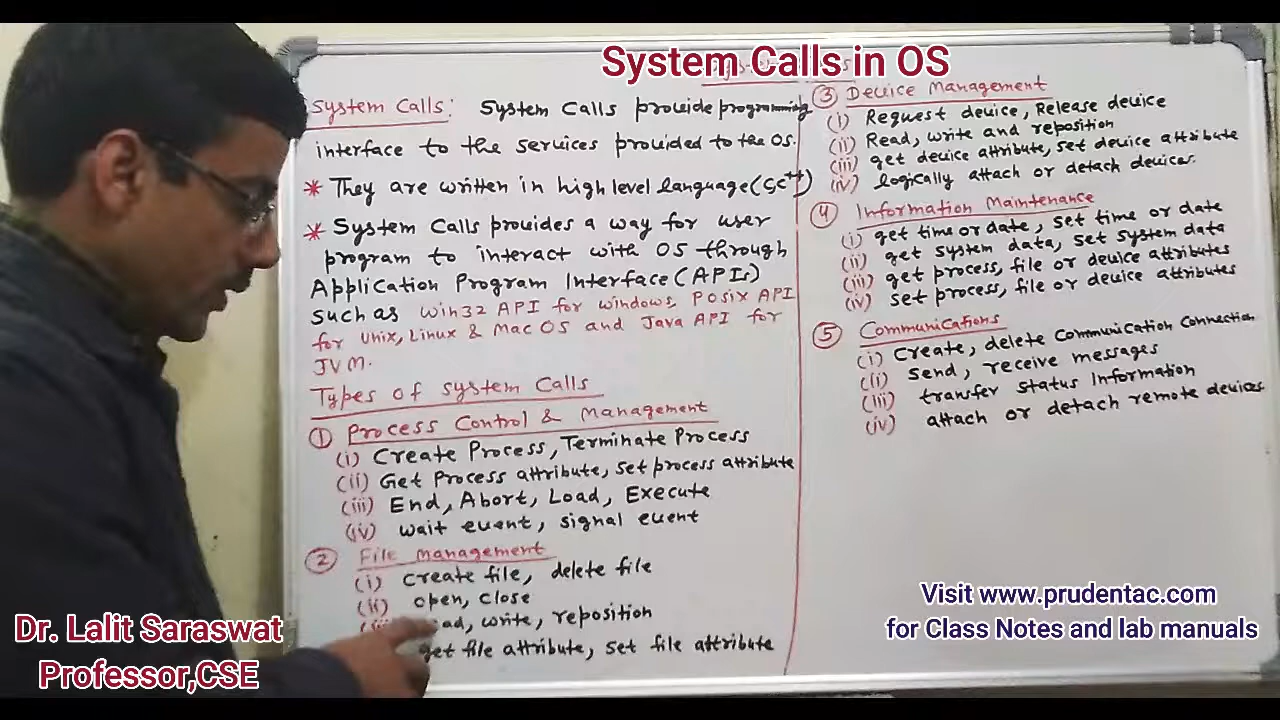 System Calls in OS
System Calls: System Calls provide programming
interface to the services provided to the OS.
* They are written in high level language (C,C++)
* System Calls provides a way for user
program to interact with OS through
Application Program Interface (APIs)
such as Win32 API for windows, POSIX API
for Unix, Linux & Mac OS and Java API for
JVM.
Types of system Calls
① Process Control & Management
(i) Create Process, Terminate Process
(ii) Get Process attribute, set process attribute
(iii) End, Abort, Load, Execute
(iv) wait event, signal event
② File management
(i) Create file, delete file
(ii) open, close
write, reposition
get file attribute, set file attribute
③ Device Management
(i) Request device, Release device
(ii) Read, write and reposition
(iii) get device attribute, set device attribute
(iv) logically attach or detach devices.
④ Information Maintenance
(i) get time or date, set time or date
(ii) get system data, set system data
(iii) get process, file or device attributes
(iv) set process, file or device attributes
⑤ Communications
(i) Create, delete Communication Connection
(ii) send, receive messages
(iii) transfer status Information
(iv) attach or detach remote devices
Dr. Lalit Saraswat
Professor,CSE
Visit www.prudentac.com
for Class Notes and lab manuals